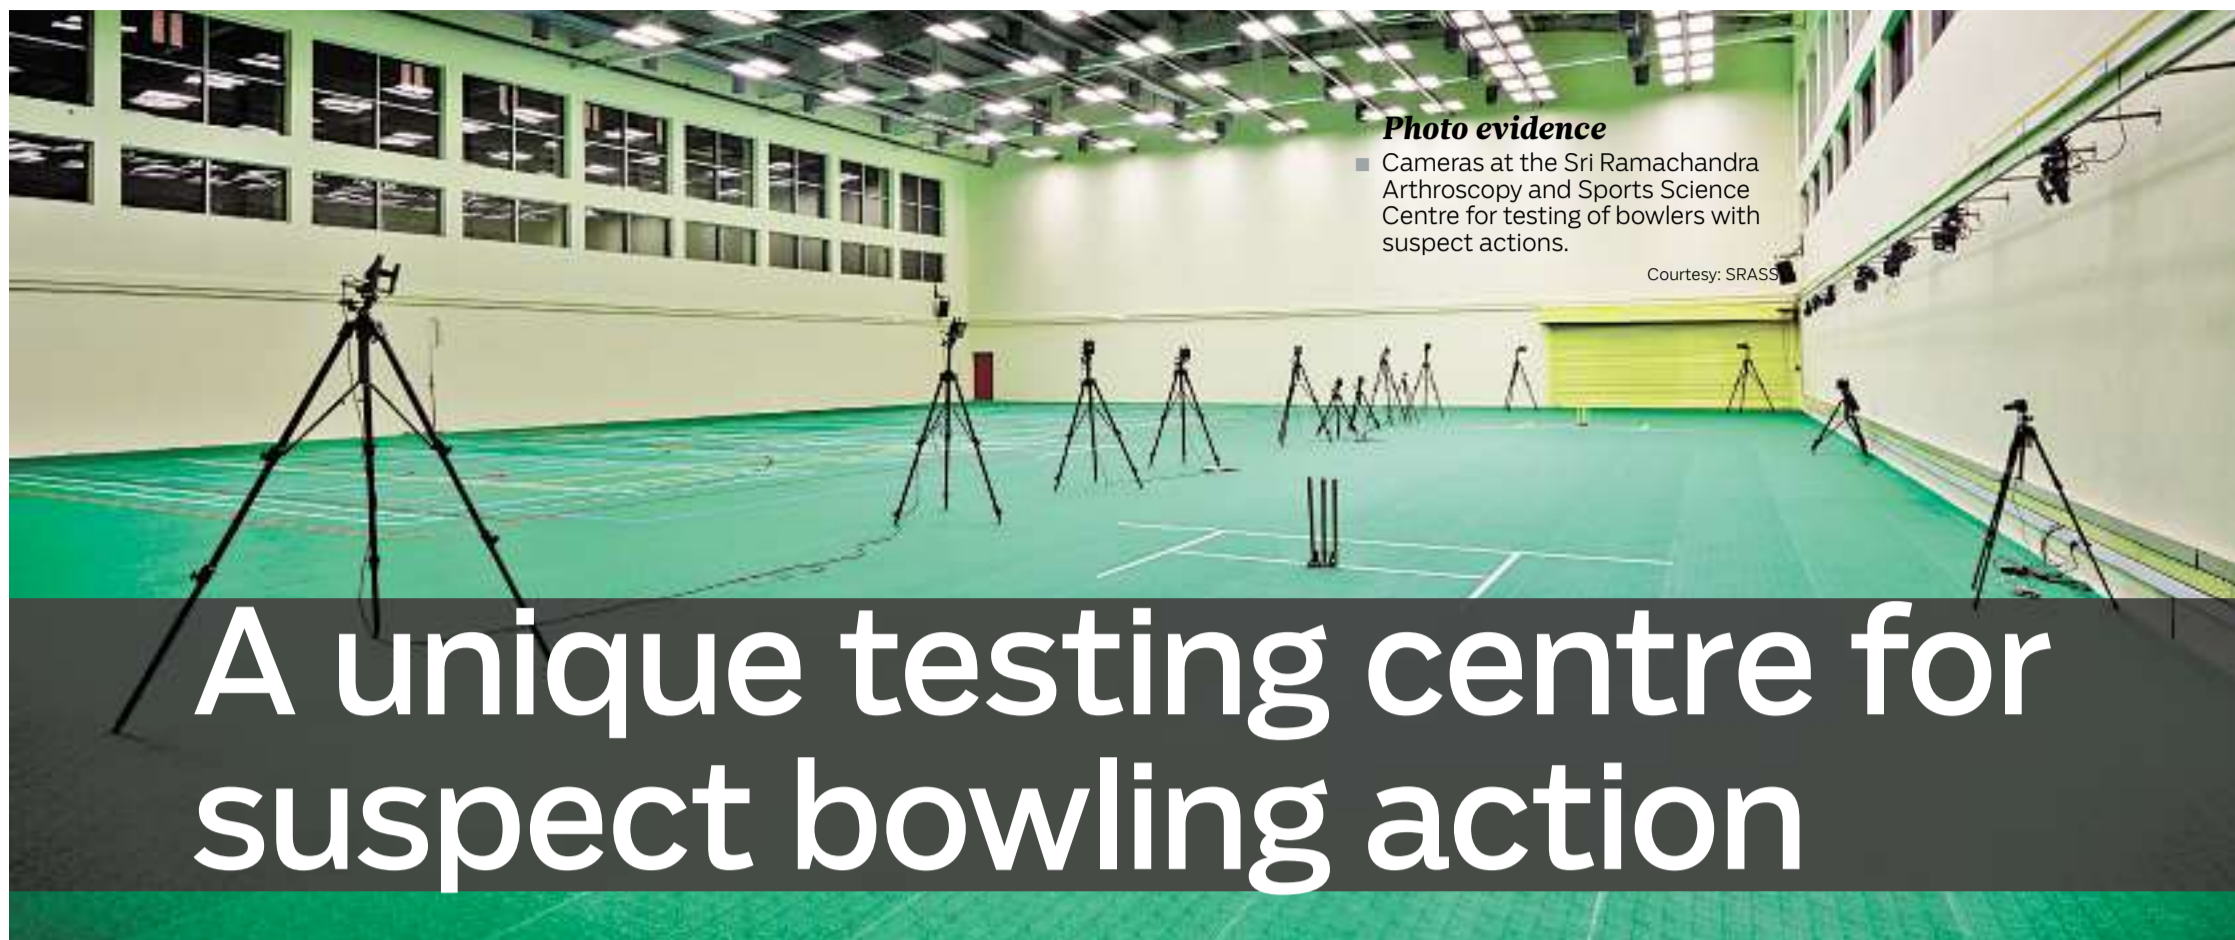 Photo evidence
Cameras at the Sri Ramachandra
Arthroscopy and Sports Science
Centre for testing of bowlers with
suspect actions.
Courtesy: SRASS
A unique testing centre for
suspect bowling action